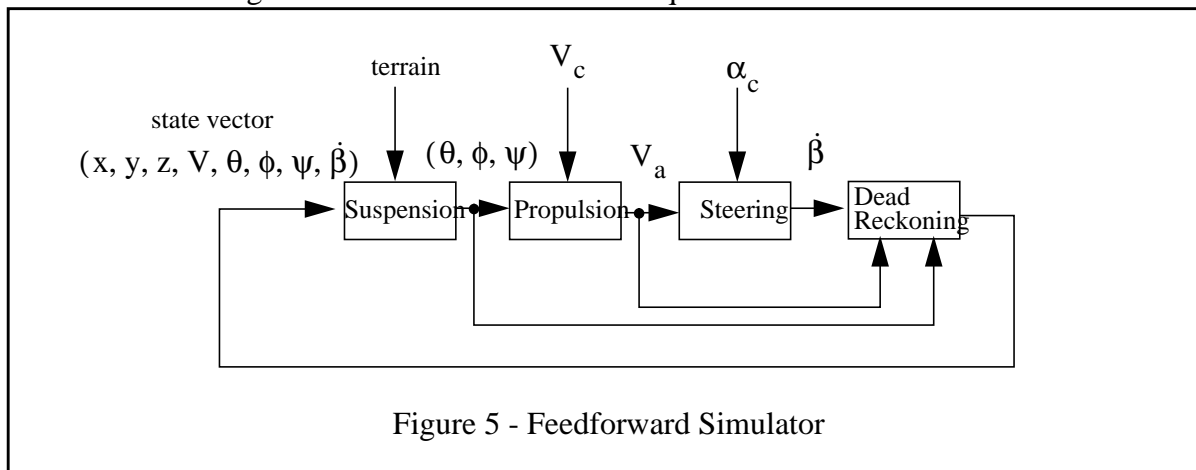 terrain
V_c
α_c
state vector
(x, y, z, V, θ, ϕ, ψ, β̇)
(θ, ϕ, ψ)
V_a
β̇
Suspension
Propulsion
Steering
Dead
Reckoning
Figure 5 - Feedforward Simulator